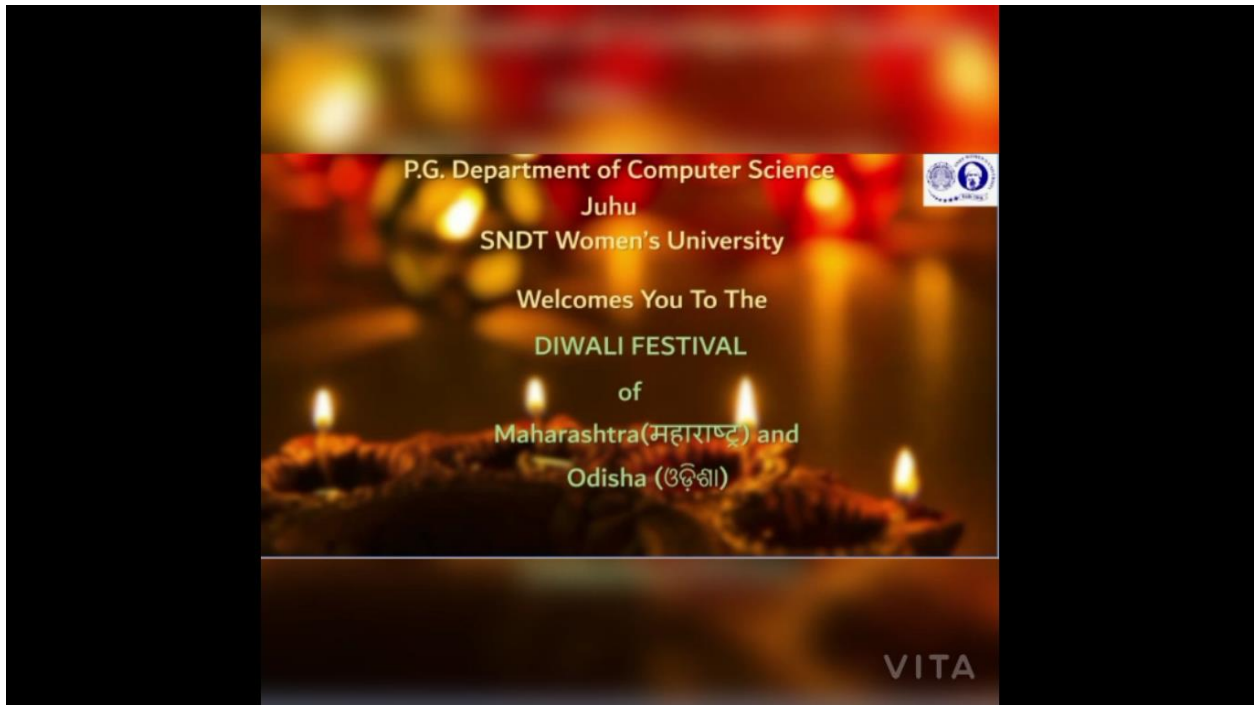 P.G. Department of Computer Science
Juhu
SNDT Women's University
Welcomes You To The
DIWALI FESTIVAL
of
Maharashtra(महाराष्ट्र) and
Odisha (ଓଡ଼ିଶା)
VITA